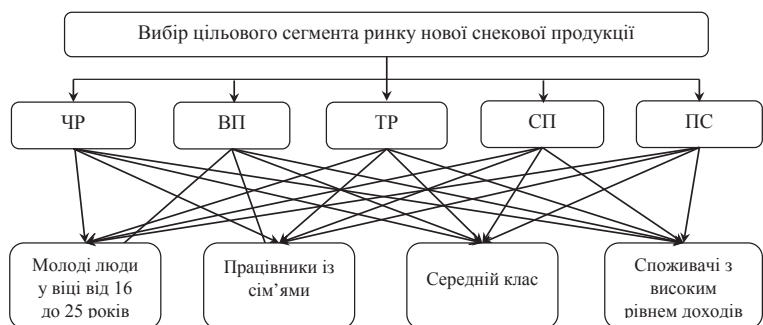 Вибір цільового сегмента ринку нової снекової продукції
ЧР
ВП
ТР
СП
ПС
Молоді люди
у віці від 16
до 25 років
Працівники із
сім’ями
Середній клас
Споживачі з
високим
рівнем доходів